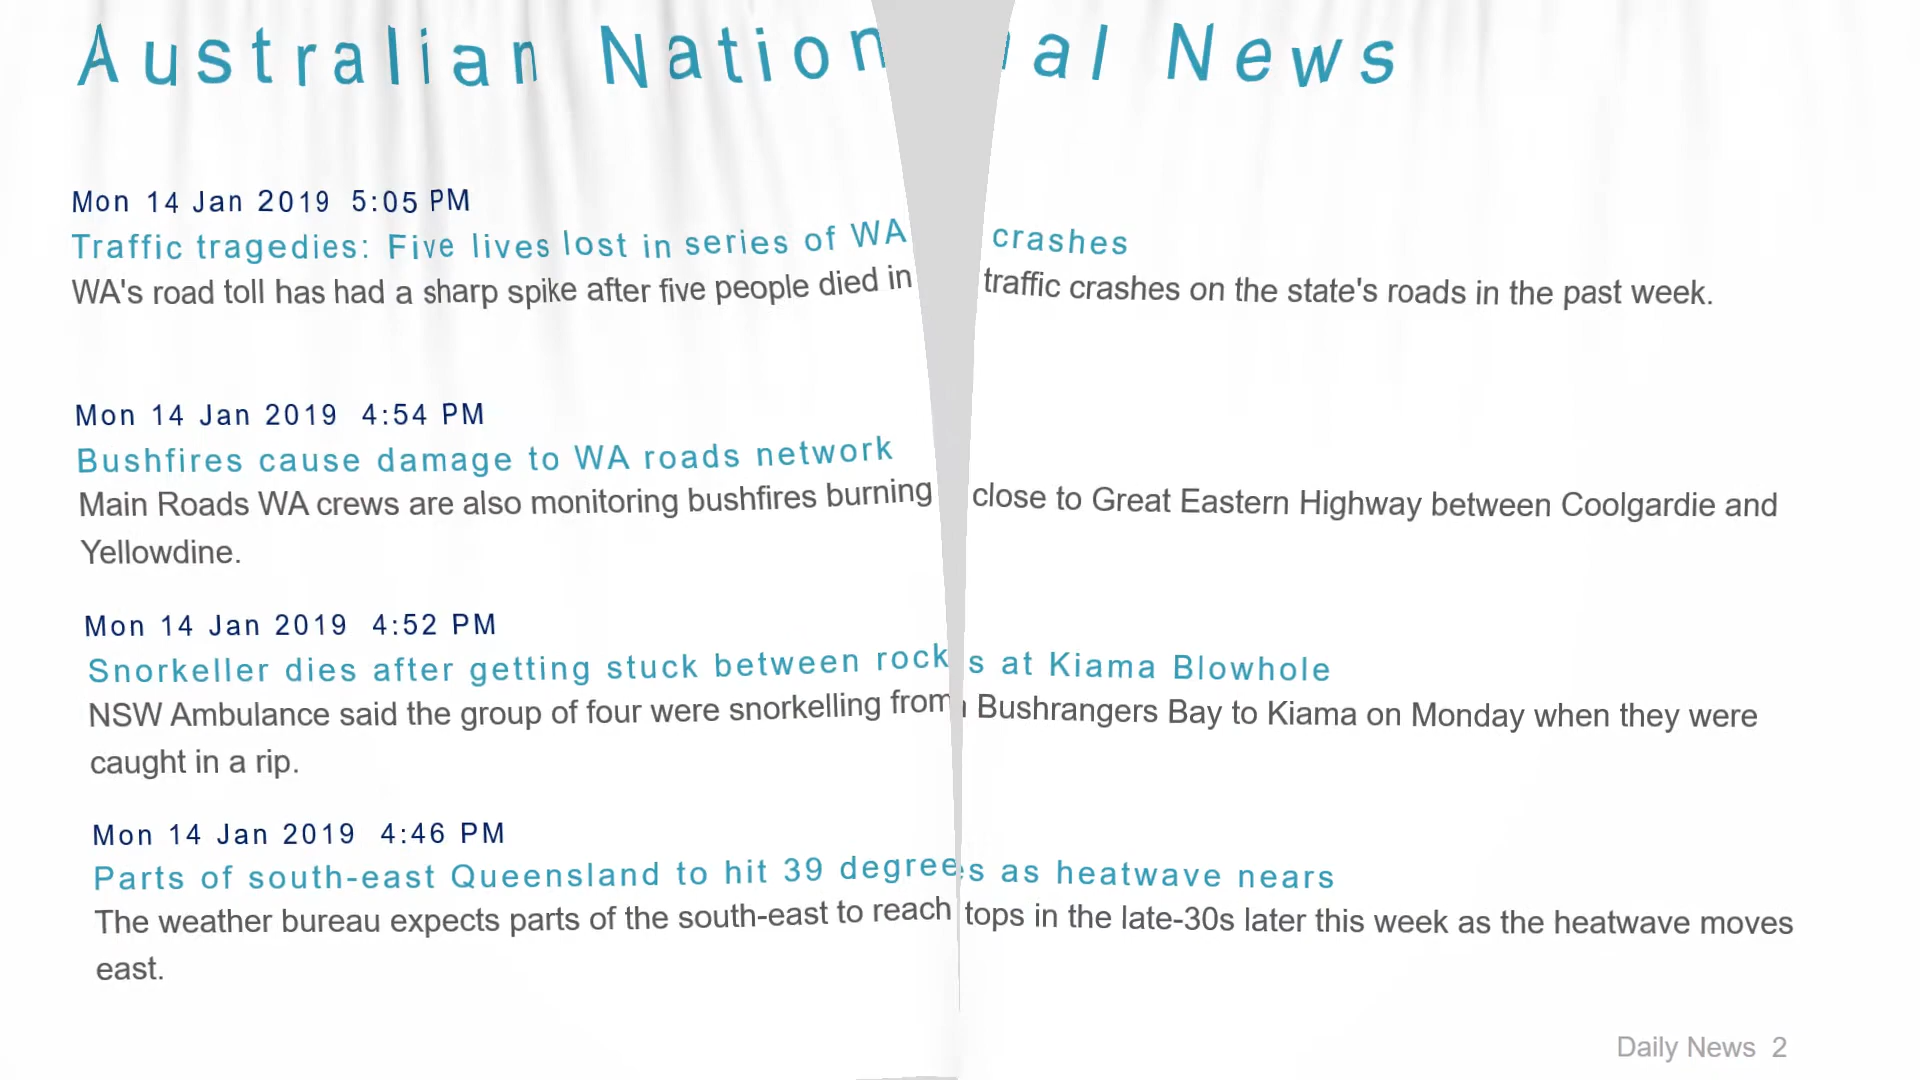 Australian National News
Mon 14 Jan 2019 5:05 PM
Traffic tragedies: Five lives lost in series of WA crashes
WA's road toll has had a sharp spike after five people died in traffic crashes on the state's roads in the past week.
Mon 14 Jan 2019 4:54 PM
Bushfires cause damage to WA roads network
Main Roads WA crews are also monitoring bushfires burning close to Great Eastern Highway between Coolgardie and
Yellowdine.
Mon 14 Jan 2019 4:52 PM
Snorkeller dies after getting stuck between rocks at Kiama Blowhole
NSW Ambulance said the group of four were snorkelling from Bushrangers Bay to Kiama on Monday when they were
caught in a rip.
Mon 14 Jan 2019 4:46 PM
Parts of south-east Queensland to hit 39 degrees as heatwave nears
The weather bureau expects parts of the south-east to reach tops in the late-30s later this week as the heatwave moves
east.
Daily News 2